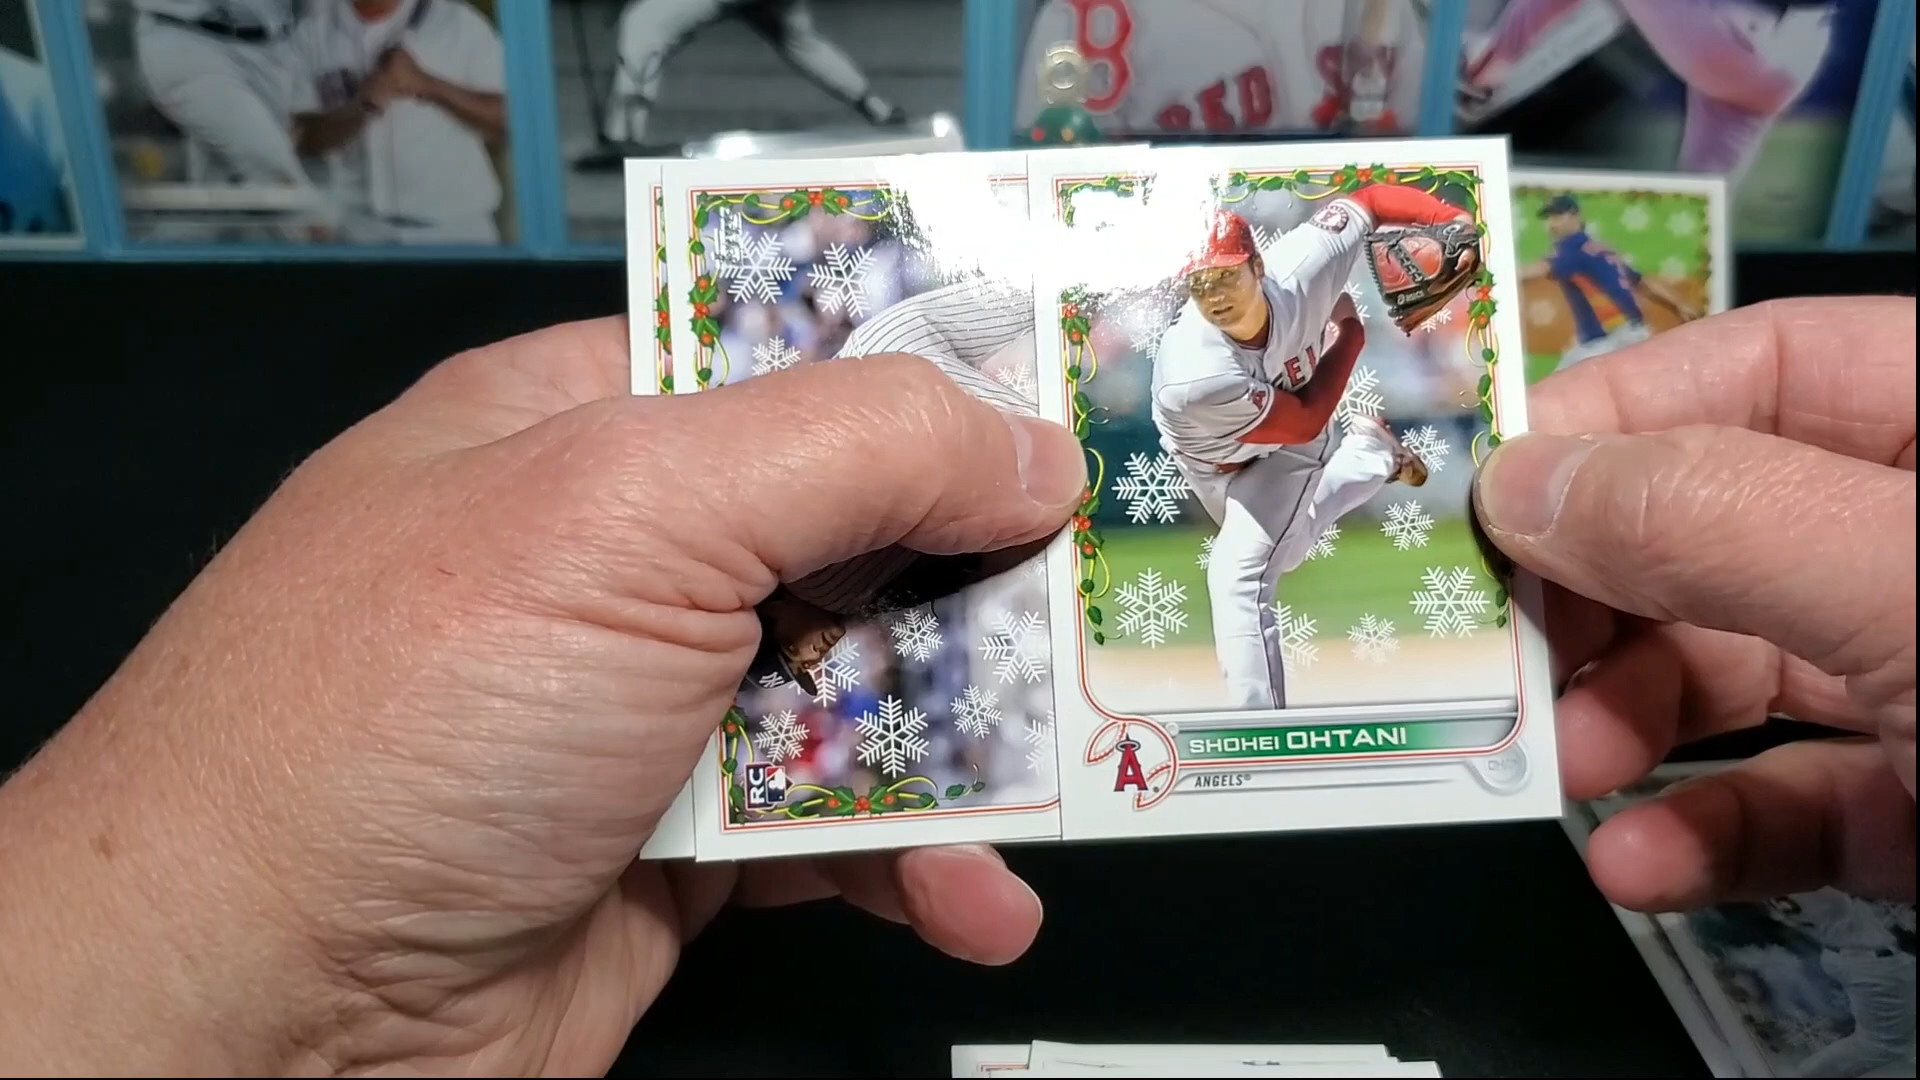 B
RED SOX
SHOHEI OHTANI
A
ANGELS®
RC